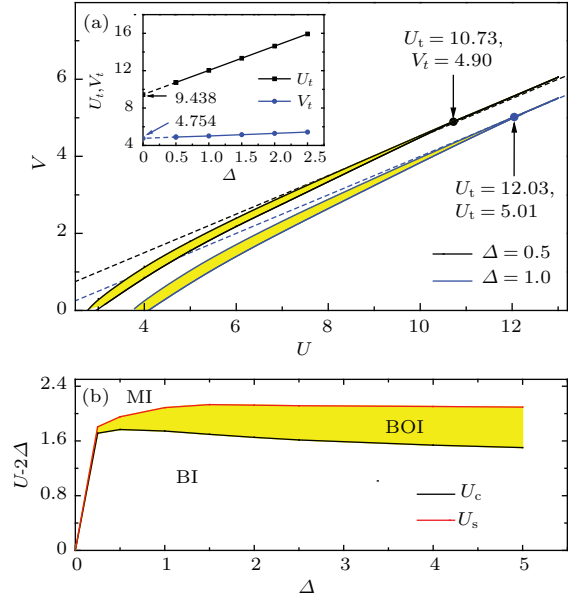 (a)
16
12
8
4
U_t, V_t
U_t
V_t
9.438
4.754
0
0.5
1.0
1.5
2.0
2.5
Δ
U_t = 10.73,
V_t = 4.90
U_t = 12.03,
U_t = 5.01
Δ = 0.5
Δ = 1.0
6
4
2
0
V
4
6
8
10
12
U
(b)
MI
BOI
BI
U_c
U_s
2.4
1.6
0.8
0
U-2Δ
0
1
2
3
4
5
Δ